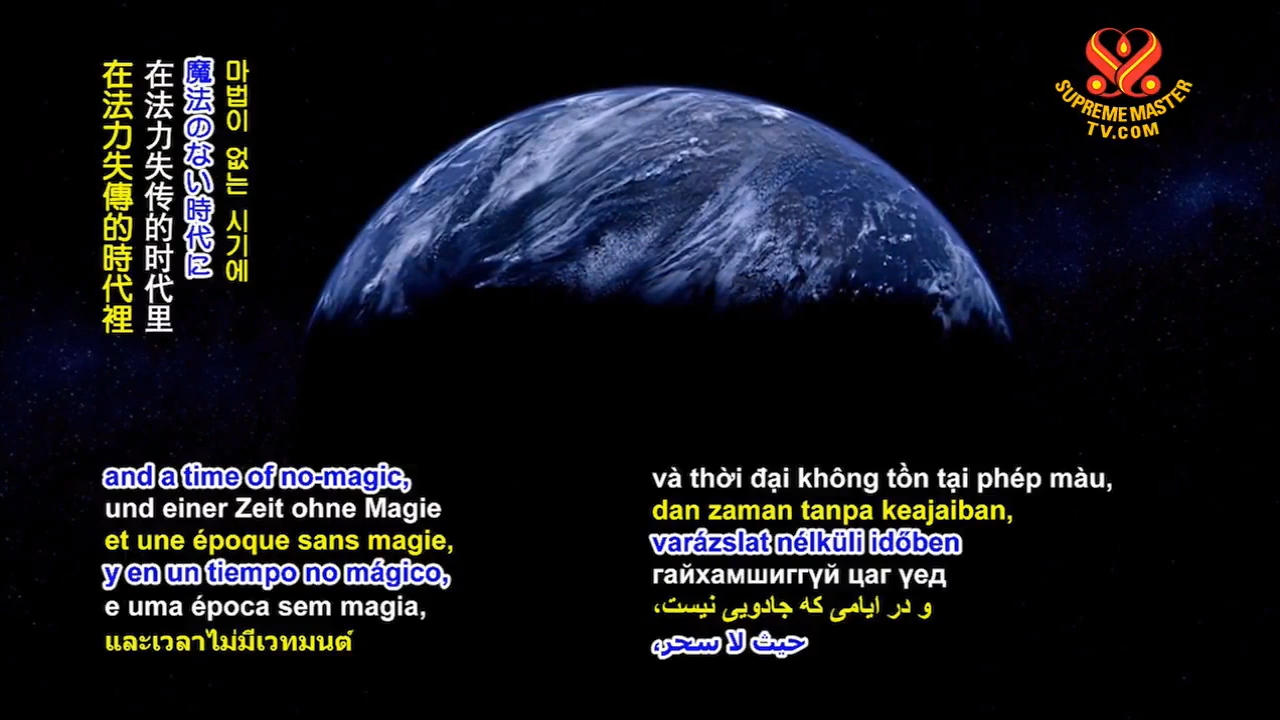 在法力失傳的時代裡
在法力失传的时代里
魔法のない時代に
마법이 없는 시기에
SUPREME MASTER
TV.COM
and a time of no-magic,
und einer Zeit ohne Magie
et une époque sans magie,
y en un tiempo no mágico,
e uma época sem magia,
และเวลาไม่มีเวทมนต์
và thời đại không tồn tại phép màu,
dan zaman tanpa keajaiban,
varázslat nélküli időben
гайхамшиггүй цаг үед
و در ایامی که جادویی نیست،
حيث لا سحر،